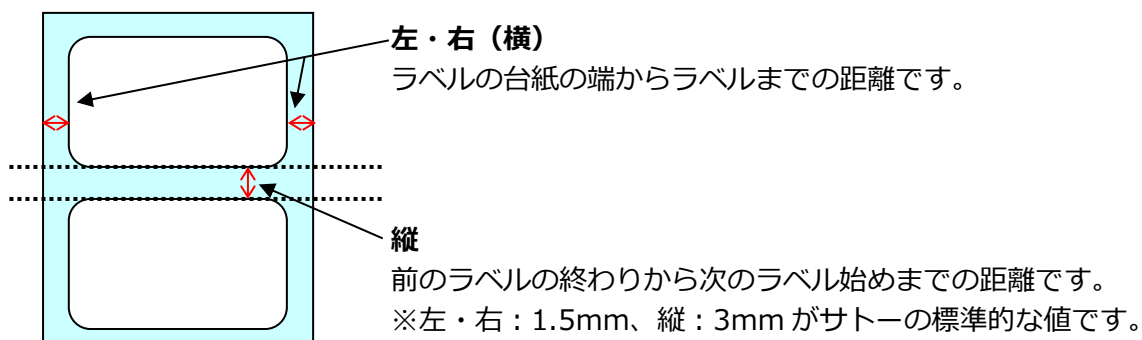 左・右（横）
ラベルの台紙の端からラベルまでの距離です。
縦
前のラベルの終わりから次のラベル始めまでの距離です。
※左・右：1.5mm、縦：3mm がサトーの標準的な値です。